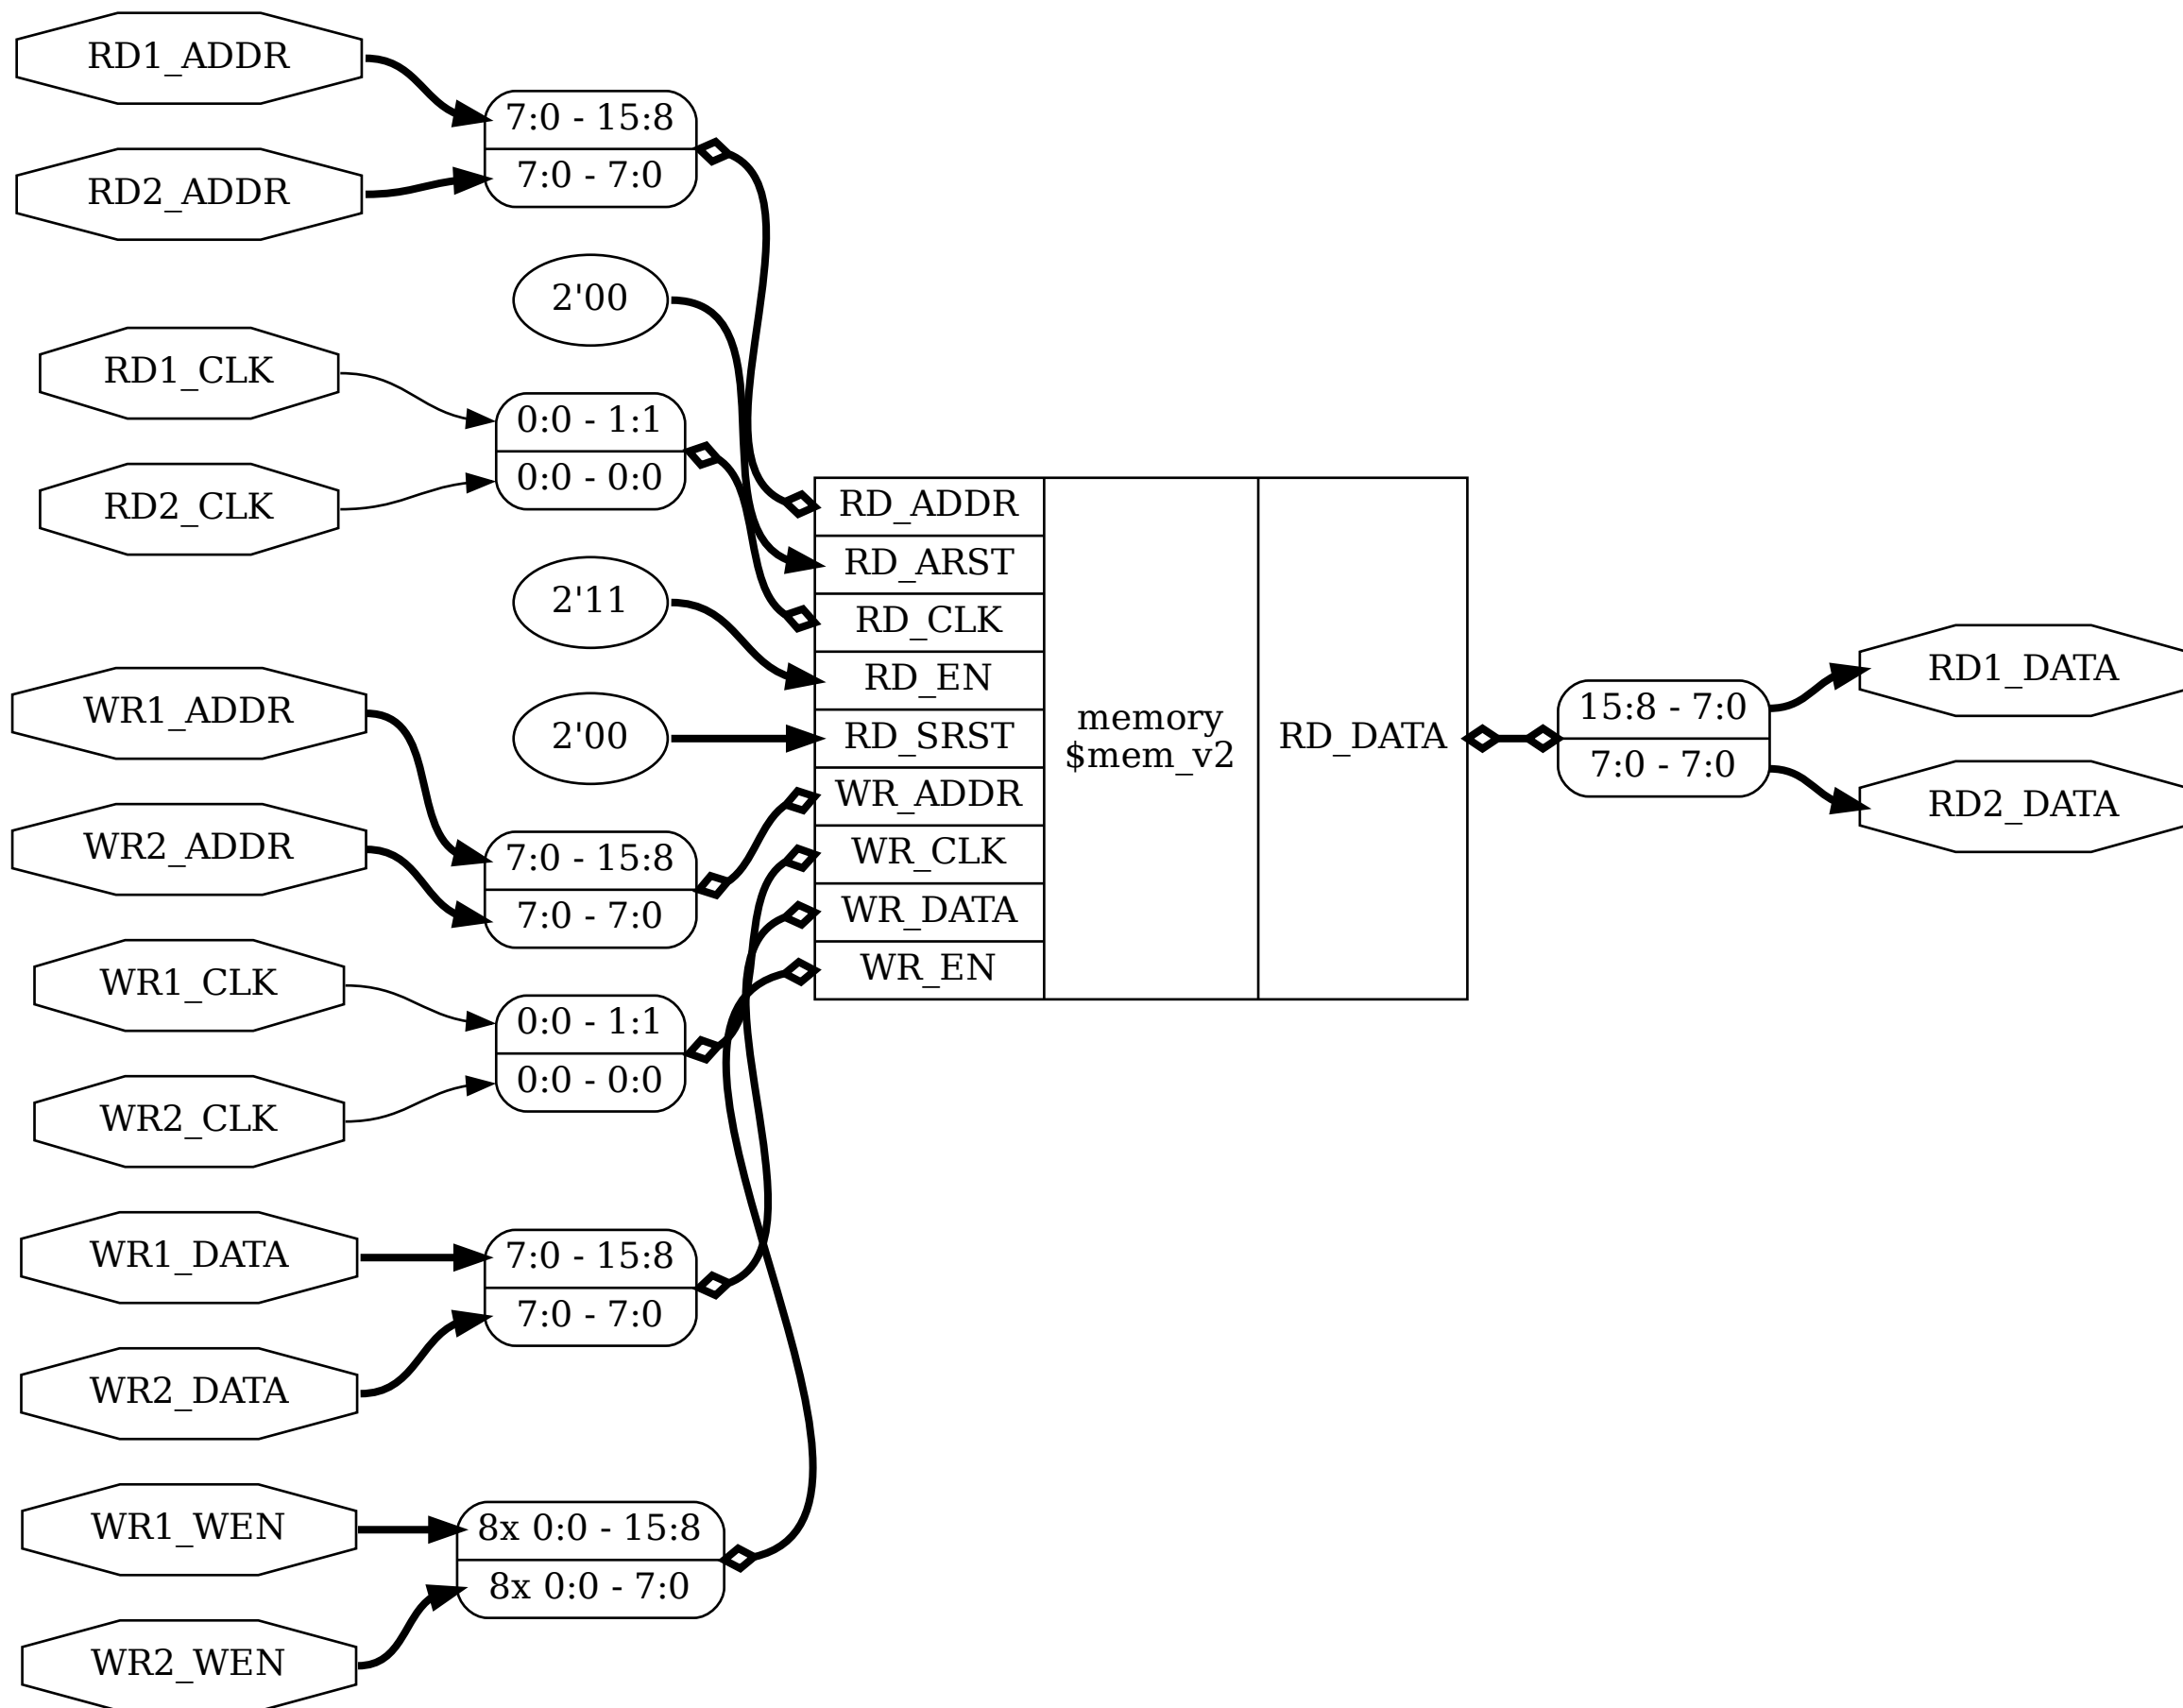 RD1_ADDR
RD2_ADDR
7:0 - 15:8
7:0 - 7:0
2'00
RD1_CLK
RD2_CLK
0:0 - 1:1
0:0 - 0:0
2'11
2'00
WR1_ADDR
WR2_ADDR
7:0 - 15:8
7:0 - 7:0
WR1_CLK
WR2_CLK
0:0 - 1:1
0:0 - 0:0
WR1_DATA
WR2_DATA
7:0 - 15:8
7:0 - 7:0
WR1_WEN
WR2_WEN
8x 0:0 - 15:8
8x 0:0 - 7:0
RD_ADDR
RD_ARST
RD_CLK
RD_EN
RD_SRST
WR_ADDR
WR_CLK
WR_DATA
WR_EN
memory
$mem_v2
RD_DATA
15:8 - 7:0
7:0 - 7:0
RD1_DATA
RD2_DATA